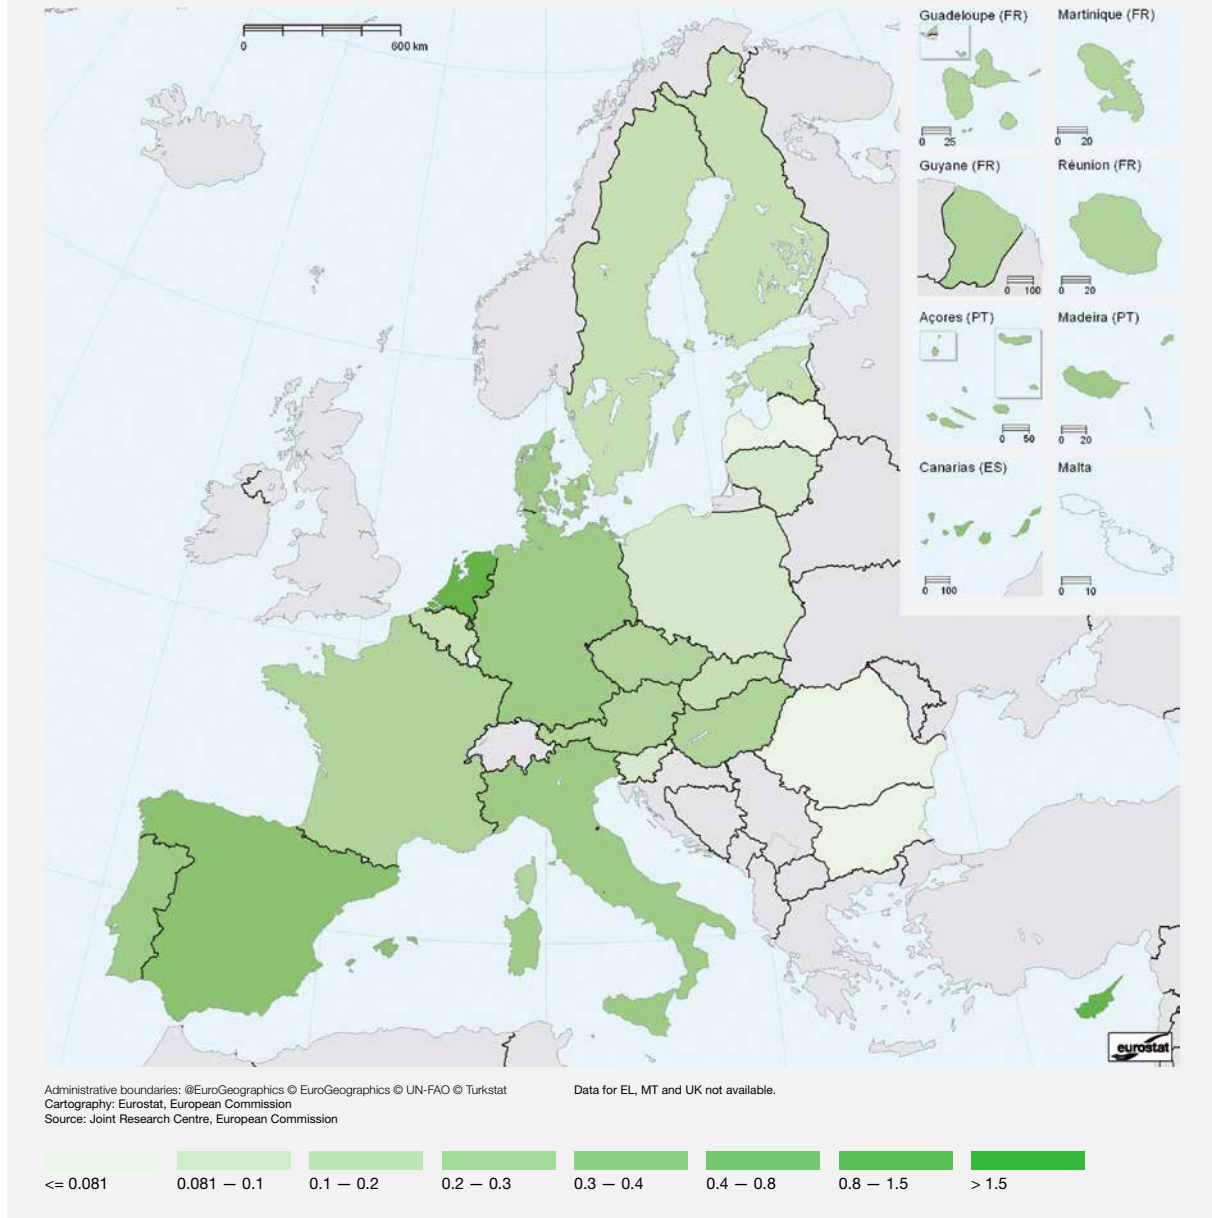 0 600 km
Guadeloupe (FR)
0 25
Martinique (FR)
0 20
Guyane (FR)
0 100
Réunion (FR)
0 20
Açores (PT)
0 50
Madeira (PT)
0 20
Canarias (ES)
0 100
Malta
0 10
eurostat
Administrative boundaries: @EuroGeographics © EuroGeographics © UN-FAO © Turkstat
Cartography: Eurostat, European Commission
Source: Joint Research Centre, European Commission
Data for EL, MT and UK not available.
<= 0.081 0.081 — 0.1 0.1 — 0.2 0.2 — 0.3 0.3 — 0.4 0.4 — 0.8 0.8 — 1.5 > 1.5